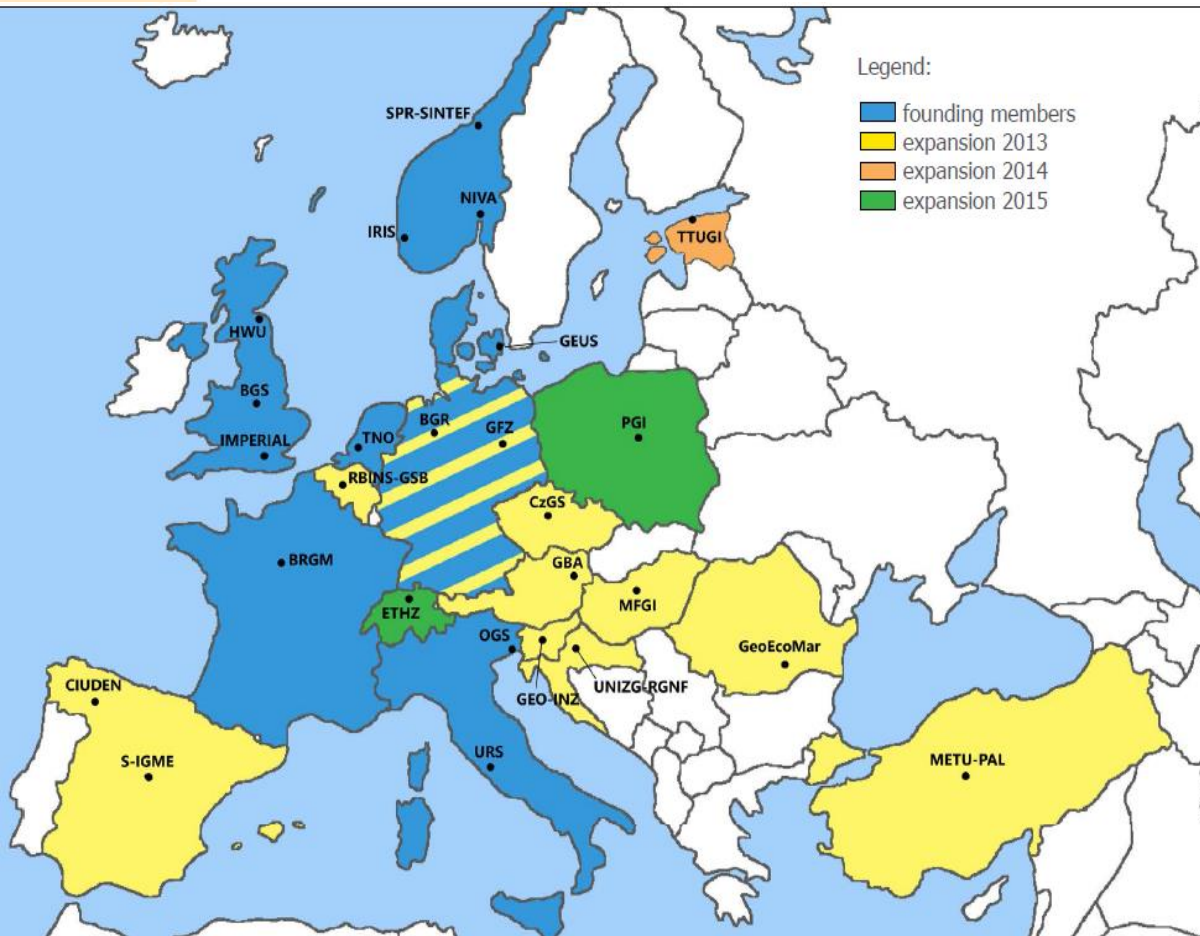 Legend:
founding members
expansion 2013
expansion 2014
expansion 2015
SPR-SINTEF
NIVA
IRIS
TTUGI
HWU
GEUS
BGS
IMPERIAL
TNO
BGR
GFZ
PGI
RBINS-GSB
CzGS
BRGM
GBA
ETHZ
MFGI
OGS
GeoEcoMar
GEO-INZ
UNIZG-RGNF
CIUDEN
S-IGME
URS
METU-PAL